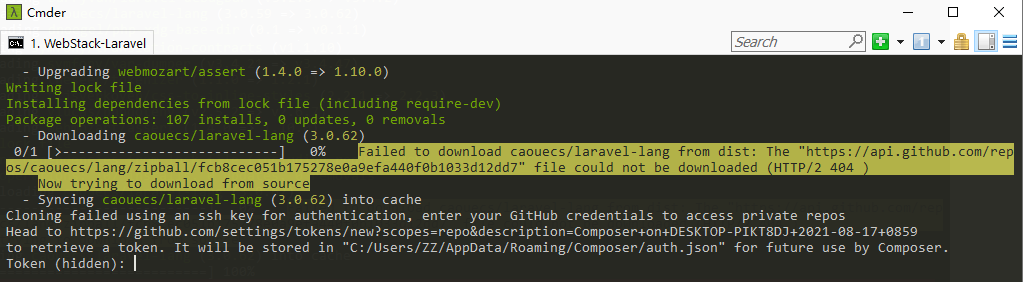 Cmder
1. WebStack-Laravel
Search
- Upgrading webmozart/assert (1.4.0 => 1.10.0)
Writing lock file
Installing dependencies from lock file (including require-dev)
Package operations: 107 installs, 0 updates, 0 removals
- Downloading caouecs/laravel-lang (3.0.62)
0/1 [>---------------------------]   0%    Failed to download caouecs/laravel-lang from dist: The "https://api.github.com/rep
os/caouecs/lang/zipball/fcb8cec051b175278e0a9efa440f0b1033d12dd7" file could not be downloaded (HTTP/2 404 )
Now trying to download from source
- Syncing caouecs/laravel-lang (3.0.62) into cache
Cloning failed using an ssh key for authentication, enter your GitHub credentials to access private repos
Head to https://github.com/settings/tokens/new?scopes=repo&description=Composer+on+DESKTOP-PIKT8DJ+2021-08-17+0859
to retrieve a token. It will be stored in "C:/Users/ZZ/AppData/Roaming/Composer/auth.json" for future use by Composer.
Token (hidden):